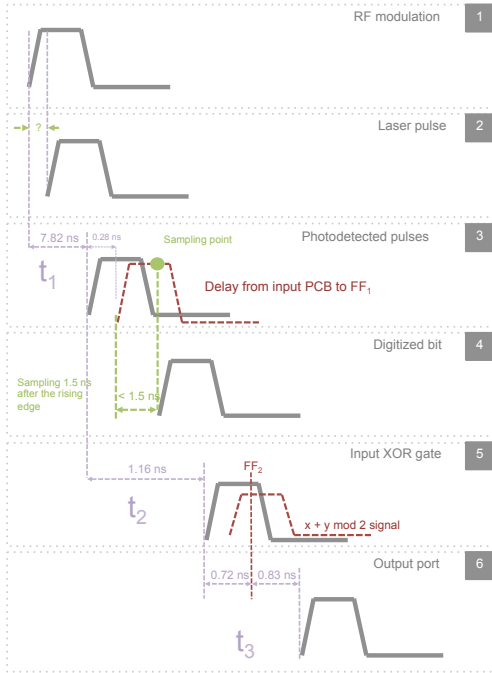 RF modulation 1
?
Laser pulse 2
7.82 ns
0.28 ns
Sampling point
Photodetected pulses 3
t1
Delay from input PCB to FF1
Digitized bit 4
Sampling 1.5 ns
after the rising
edge
< 1.5 ns
Input XOR gate 5
1.16 ns
FF2
t2
x + y mod 2 signal
Output port 6
0.72 ns
0.83 ns
t3